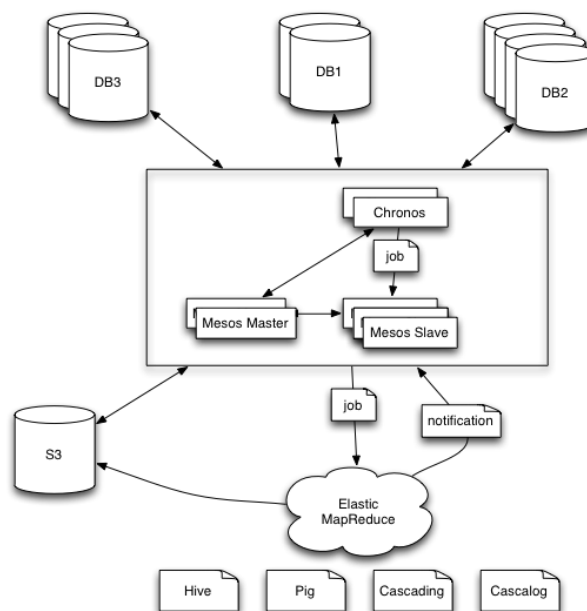 DB3
DB1
DB2
Chronos
job
Mesos Master
Mesos Slave
job
notification
S3
Elastic
MapReduce
Hive
Pig
Cascading
Cascalog